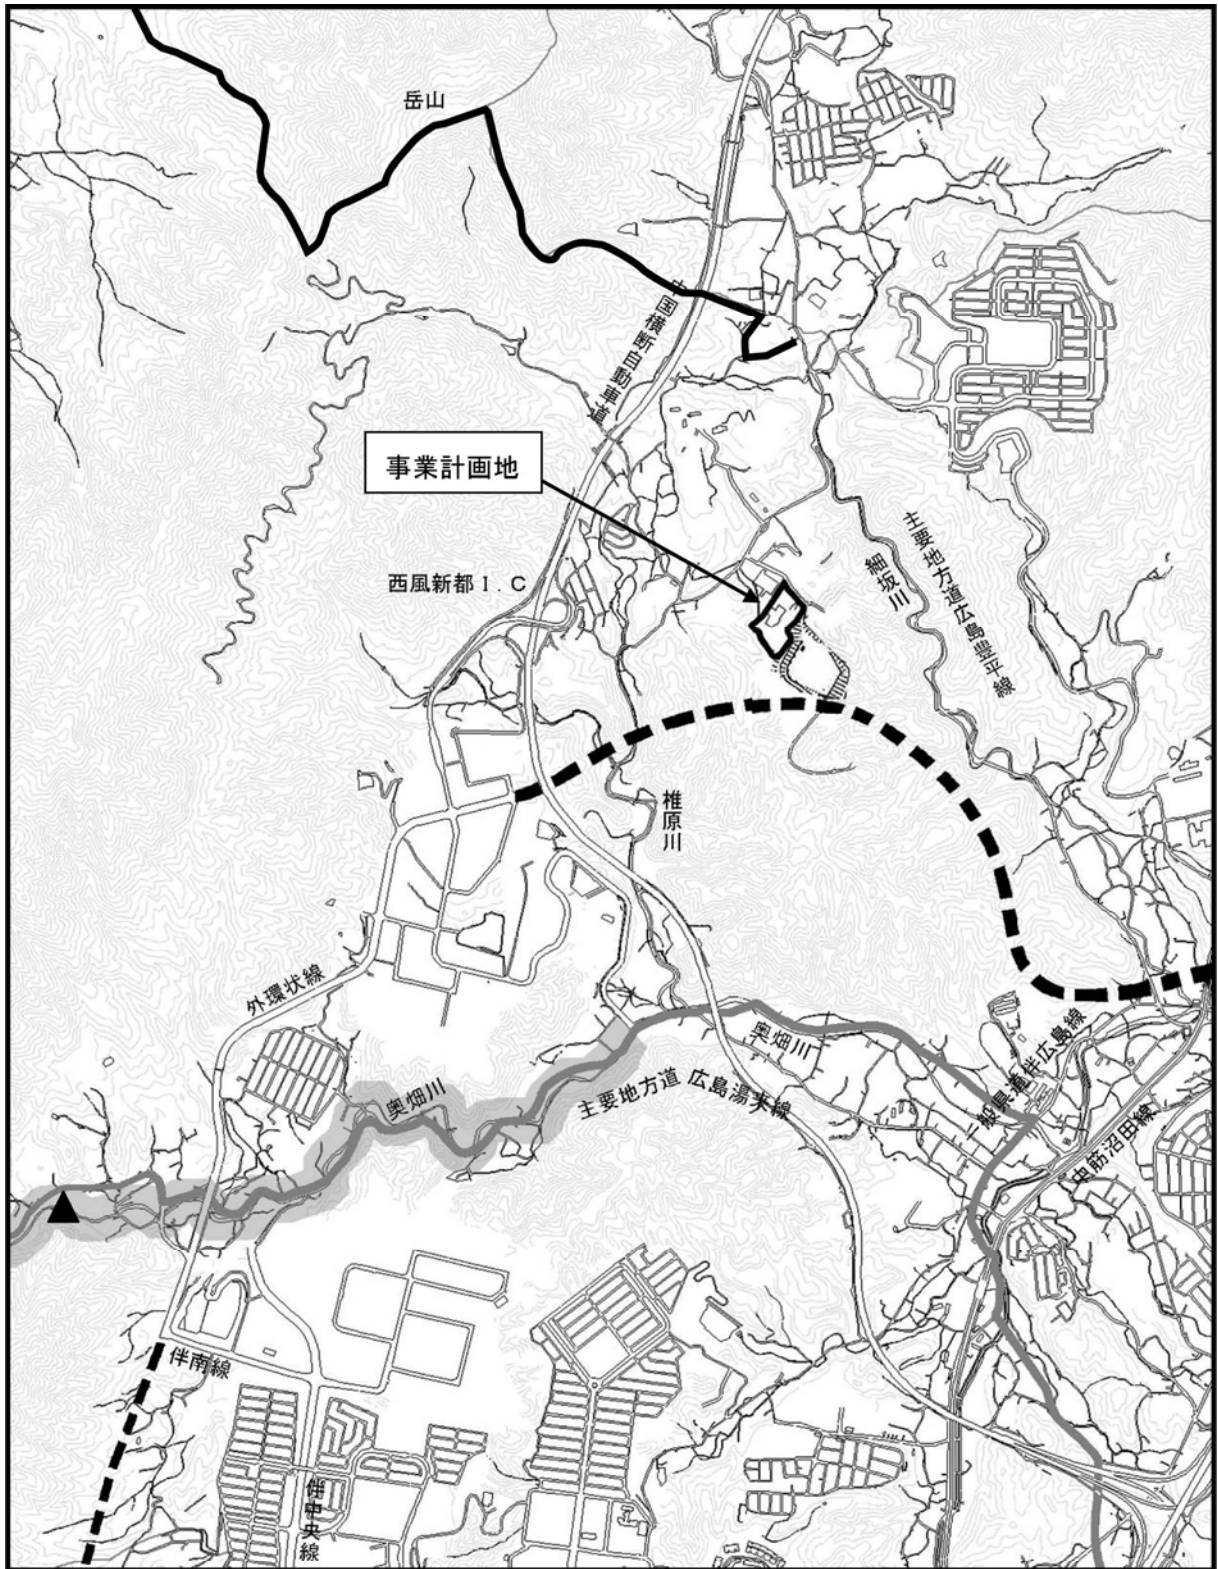 岳山
中国横断自動車道
事業計画地
主要地方道広島豊平線
細坂川
西風新都Ⅰ.C
椎原川
外環状線
奥畑川
奥畑川
主要地方道 広島湯来線
一般県道伴広島線
中筋沼田線
伴南線
伴中央線